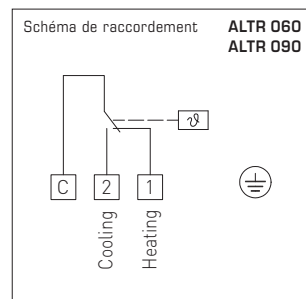 Schéma de raccordement ALTR 060
ALTR 090
ϑ
C 2 1
Cooling
Heating